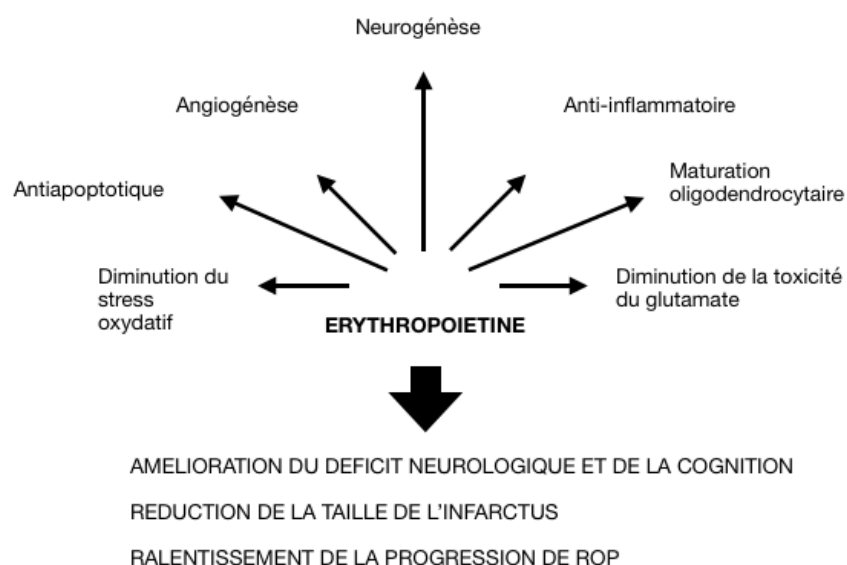 Neurogénèse
Angiogénèse
Anti-inflammatoire
Antiapoptotique
Maturation
oligodendrocytaire
Diminution du
stress
oxydatif
Diminution de la toxicité
du glutamate
ERYTHROPOIETINE
AMELIORATION DU DEFICIT NEUROLOGIQUE ET DE LA COGNITION
REDUCTION DE LA TAILLE DE L'INFARCTUS
RALENTISSEMENT DE LA PROGRESSION DE ROP